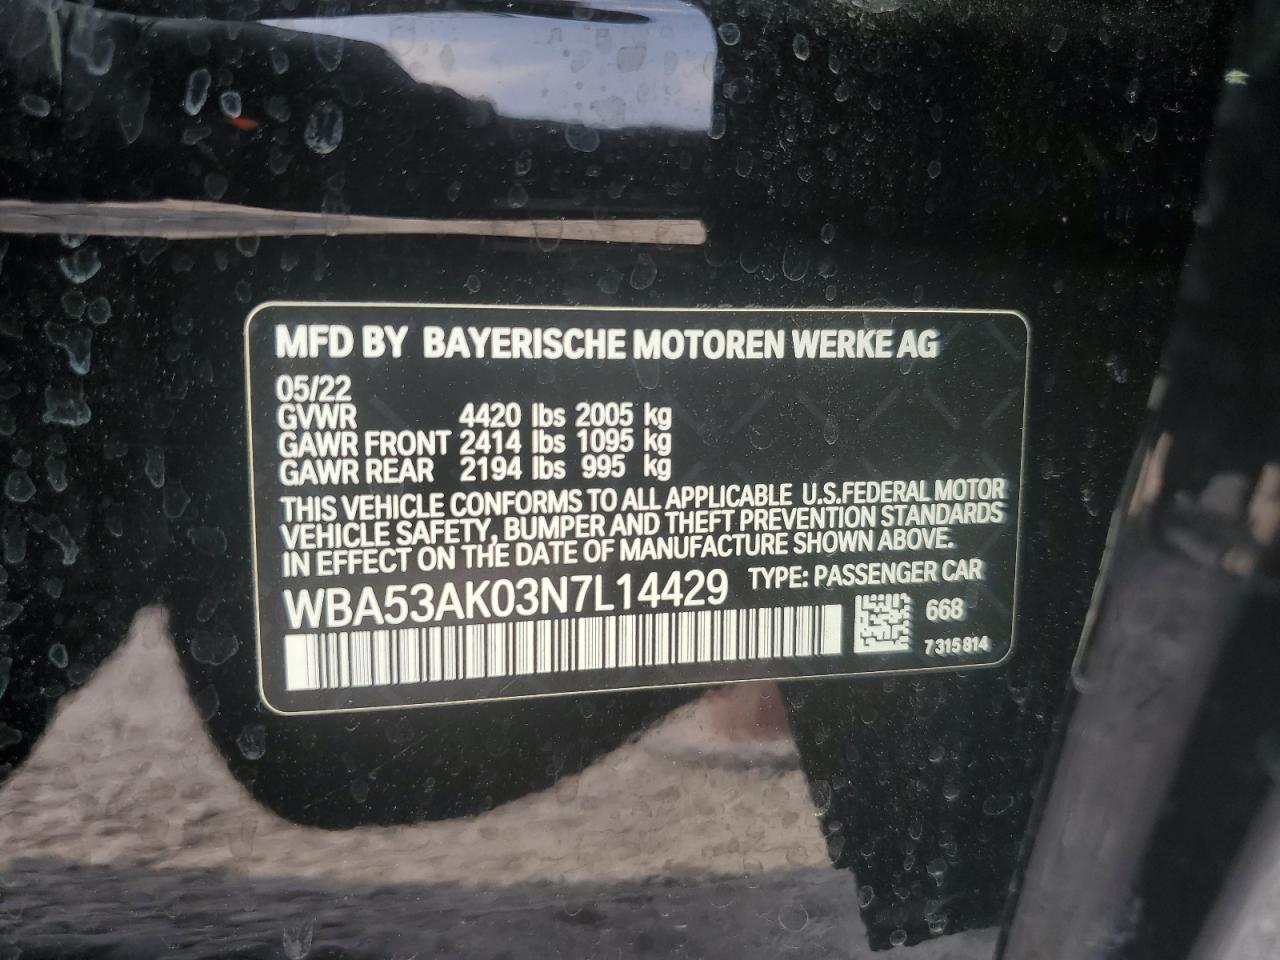 MFD BY BAYERISCHE MOTOREN WERKE AG
05/22
GVWR 4420 lbs 2005 kg
GAWR FRONT 2414 lbs 1095 kg
GAWR REAR 2194 lbs 995 kg
THIS VEHICLE CONFORMS TO ALL APPLICABLE U.S.FEDERAL MOTOR
VEHICLE SAFETY, BUMPER AND THEFT PREVENTION STANDARDS
IN EFFECT ON THE DATE OF MANUFACTURE SHOWN ABOVE.
WBA53AK03N7L14429 TYPE: PASSENGER CAR
668
7 315 814